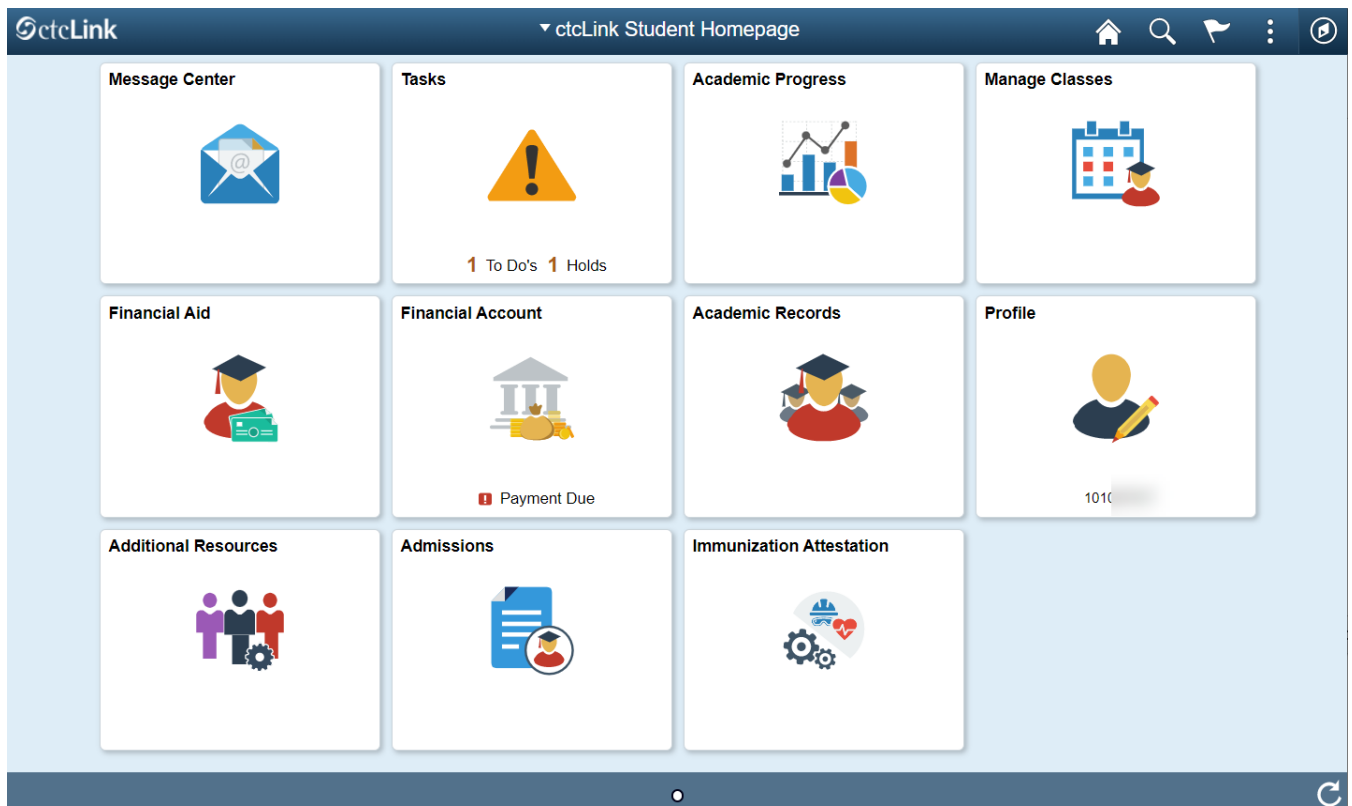 ctcLink
ctcLink Student Homepage
Message Center
Tasks
Academic Progress
Manage Classes
@
1 To Do's 1 Holds
Financial Aid
Financial Account
Academic Records
Profile
! Payment Due
Additional Resources
Admissions
Immunization Attestation